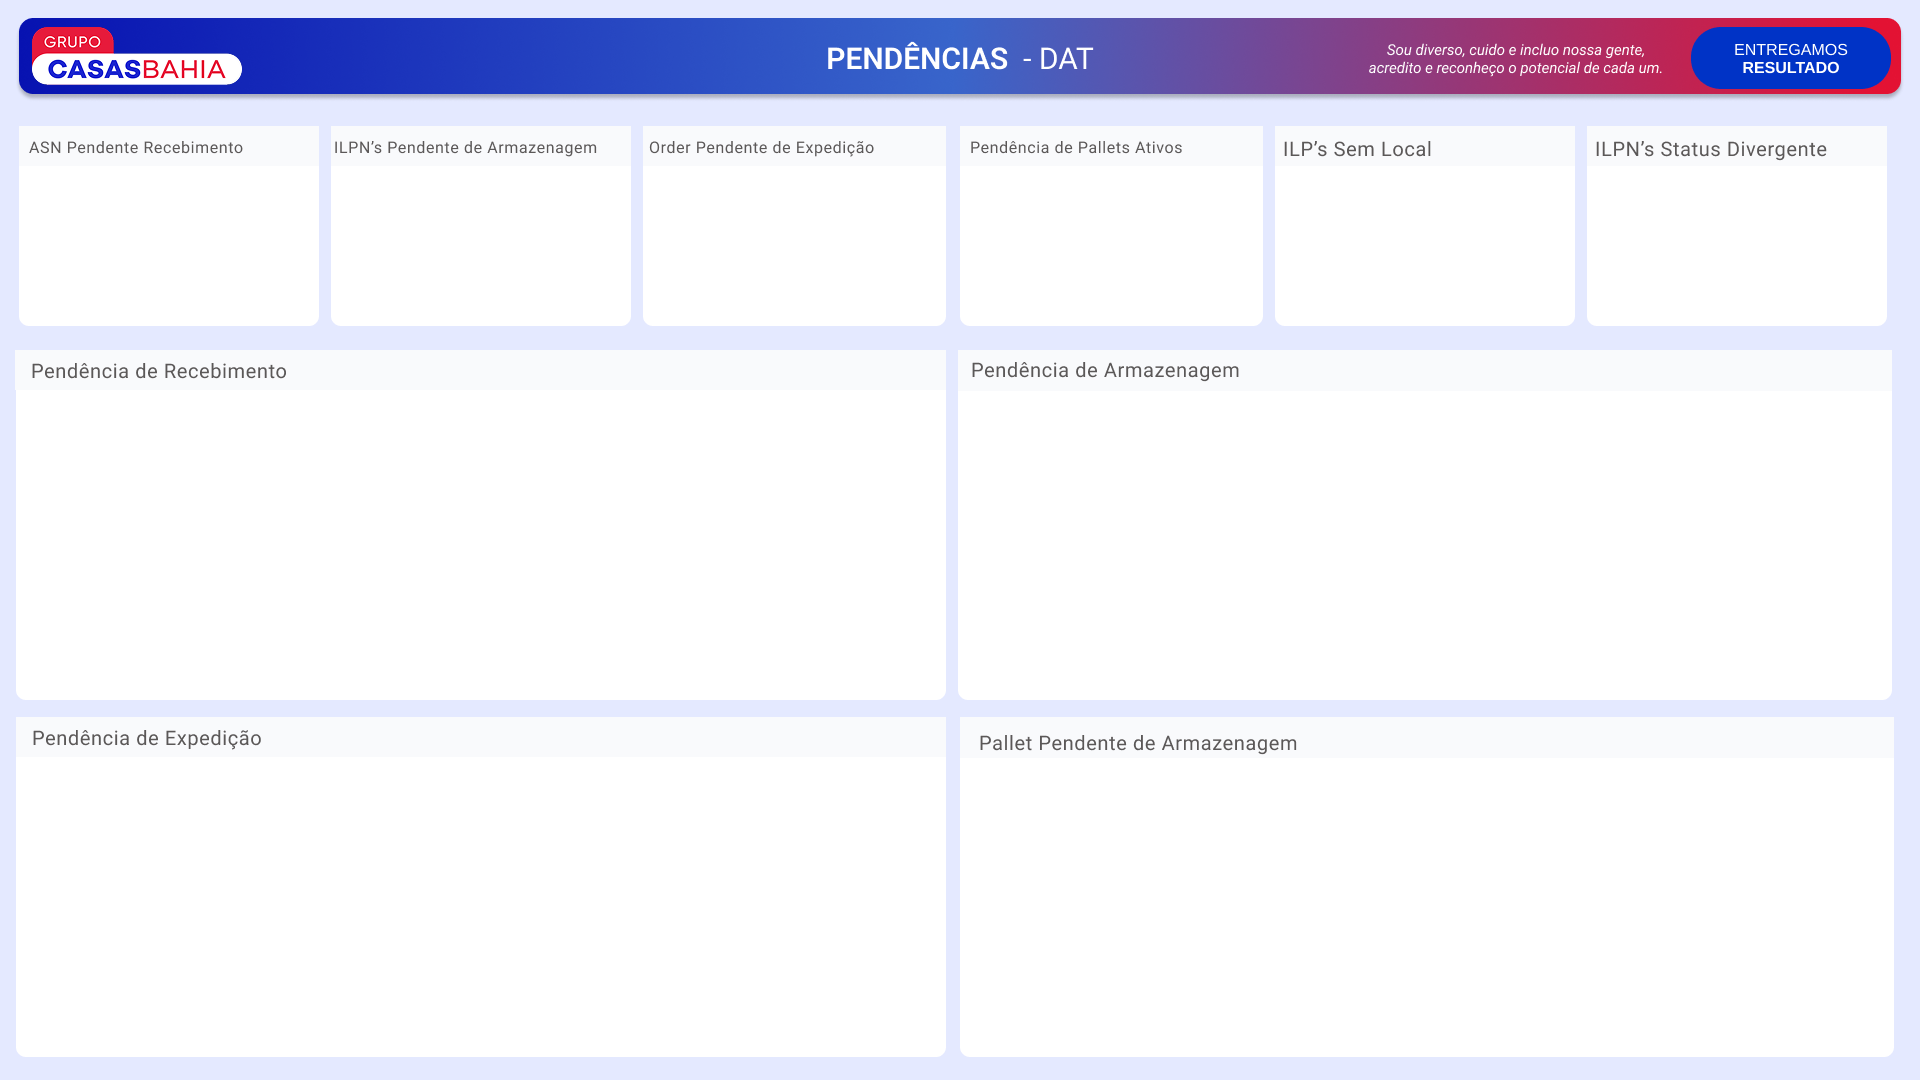 GRUPO
CASASBAHIA
PENDÊNCIAS - DAT
Sou diverso, cuido e incluo nossa gente,
acredito e reconheço o potencial de cada um.
ENTREGAMOS
RESULTADO
ASN Pendente Recebimento
ILPN’s Pendente de Armazenagem
Order Pendente de Expedição
Pendência de Pallets Ativos
ILP’s Sem Local
ILPN’s Status Divergente
Pendência de Recebimento
Pendência de Armazenagem
Pendência de Expedição
Pallet Pendente de Armazenagem